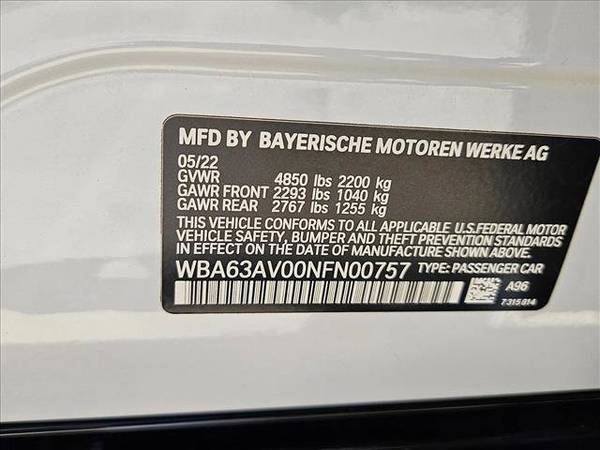 MFD BY BAYERISCHE MOTOREN WERKE AG
05/22
GVWR 4850 lbs 2200 kg
GAWR FRONT 2293 lbs 1040 kg
GAWR REAR 2767 lbs 1255 kg
THIS VEHICLE CONFORMS TO ALL APPLICABLE U.S.FEDERAL MOTOR
VEHICLE SAFETY, BUMPER AND THEFT PREVENTION STANDARDS
IN EFFECT ON THE DATE OF MANUFACTURE SHOWN ABOVE.
WBA63AV00NFN00757 TYPE: PASSENGER CAR
A96
7315814